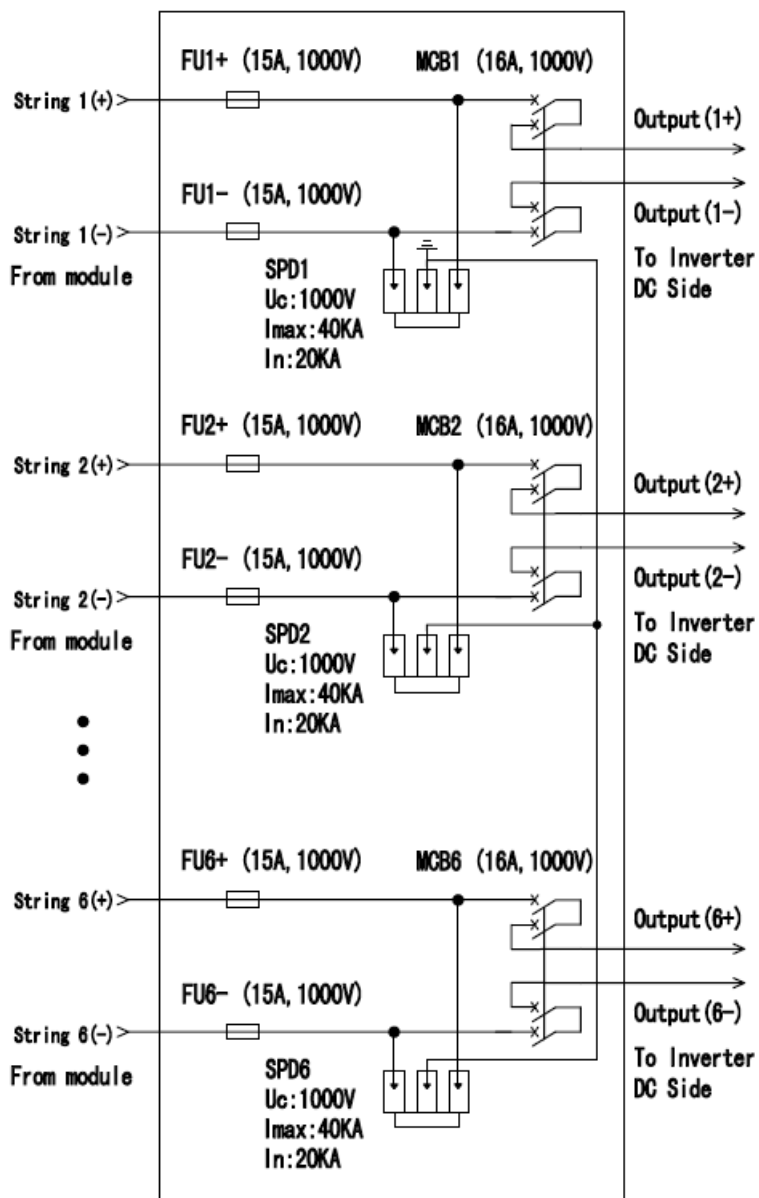 FU1+ (15A, 1000V) MCB1 (16A, 1000V)
String 1(+)
Output(1+)
FU1- (15A, 1000V)
Output(1-)
String 1(-)
From module
To Inverter
DC Side
SPD1
Uc:1000V
Imax:40KA
In:20KA
FU2+ (15A, 1000V) MCB2 (16A, 1000V)
String 2(+)
Output(2+)
FU2- (15A, 1000V)
Output(2-)
String 2(-)
From module
To Inverter
DC Side
SPD2
Uc:1000V
Imax:40KA
In:20KA
FU6+ (15A, 1000V) MCB6 (16A, 1000V)
String 6(+)
Output(6+)
FU6- (15A, 1000V)
Output(6-)
String 6(-)
From module
To Inverter
DC Side
SPD6
Uc:1000V
Imax:40KA
In:20KA